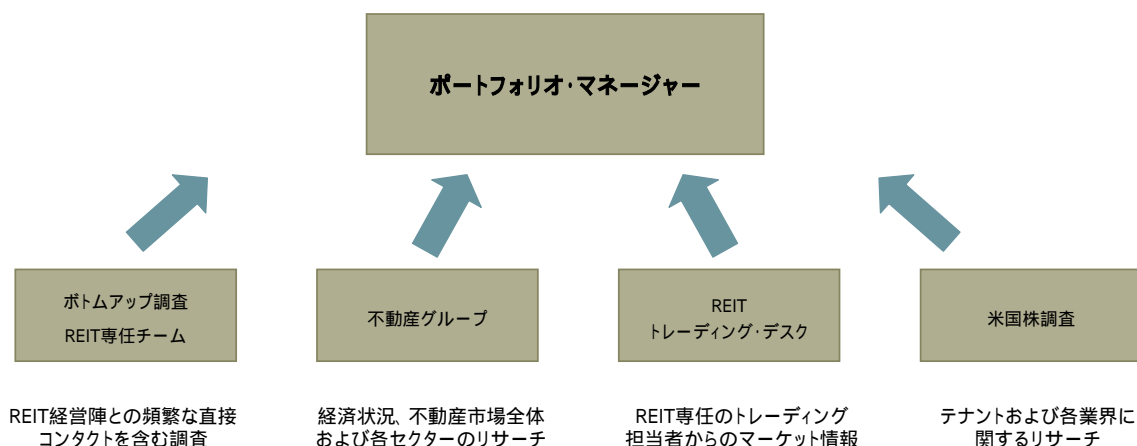 ポートフォリオ・マネージャー
ボトムアップ調査
REIT専任チーム
不動産グループ
REIT
トレーディング・デスク
米国株調査
REIT経営陣との頻繁な直接
コンタクトを含む調査
経済状況、不動産市場全体
および各セクターのリサーチ
REIT専任のトレーディング
担当者からのマーケット情報
テナントおよび各業界に
関するリサーチ